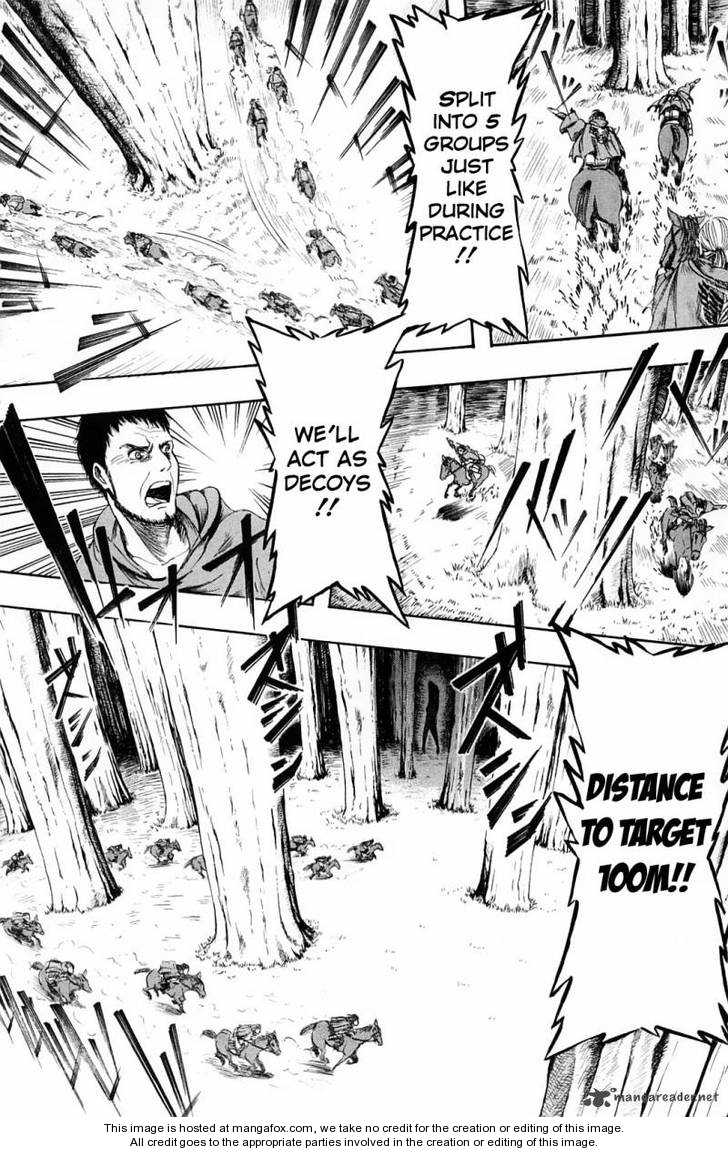 SPLIT
INTO 5
GROUPS
JUST
LIKE
DURING
PRACTICE
!!
WE'LL
ACT AS
DECOYS
!!
DISTANCE
TO TARGET
100M!!
mangareader.net
This image is hosted at mangafox.com, we take no credit for the creation or editing of this image.
All credit goes to the appropriate parties involved in the creation or editing of this image.